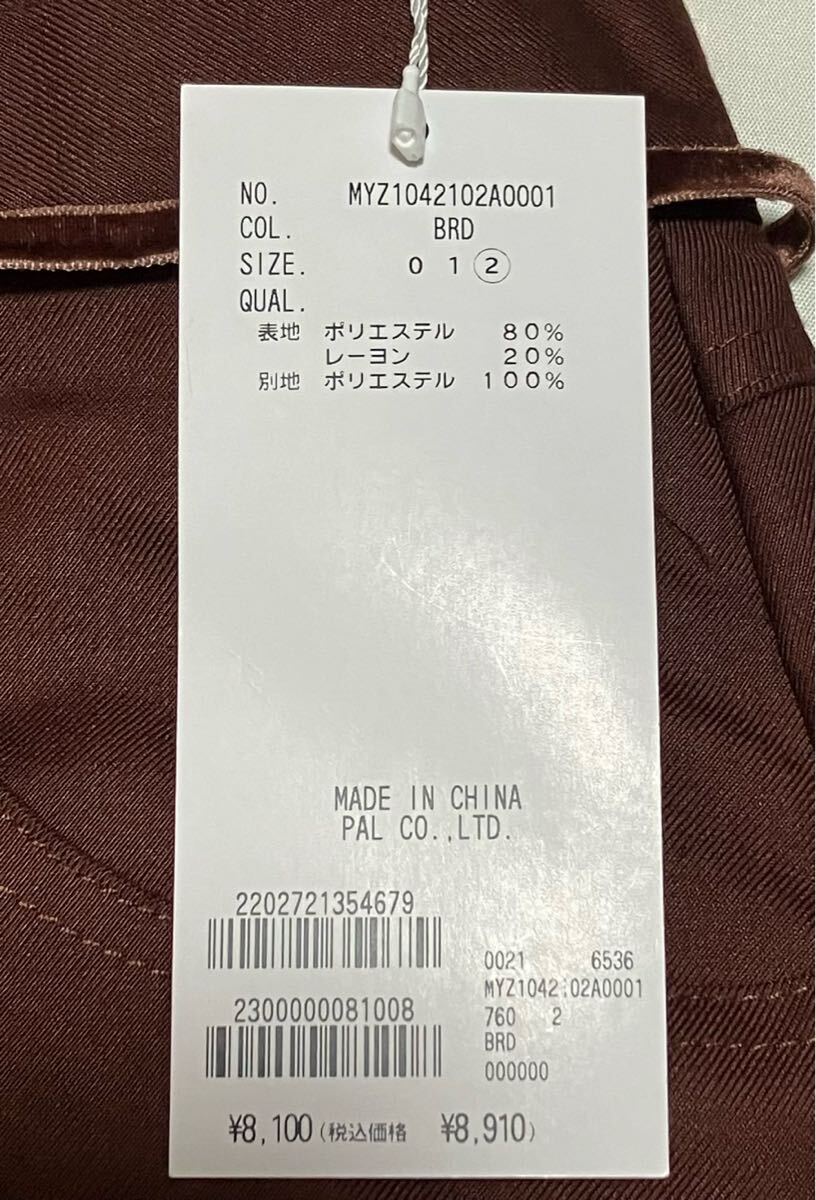 NO. MYZ1042102A0001
COL. BRD
SIZE. 0 1 2
QUAL.
表地 ポリエステル 80%
レーヨン 20%
別地 ポリエステル 100%
MADE IN CHINA
PAL CO.,LTD.
2202721354679
2300000081008
0021 6536
MYZ1042102A0001
760 2
BRD
000000
¥8,100(税込価格 ¥8,910)